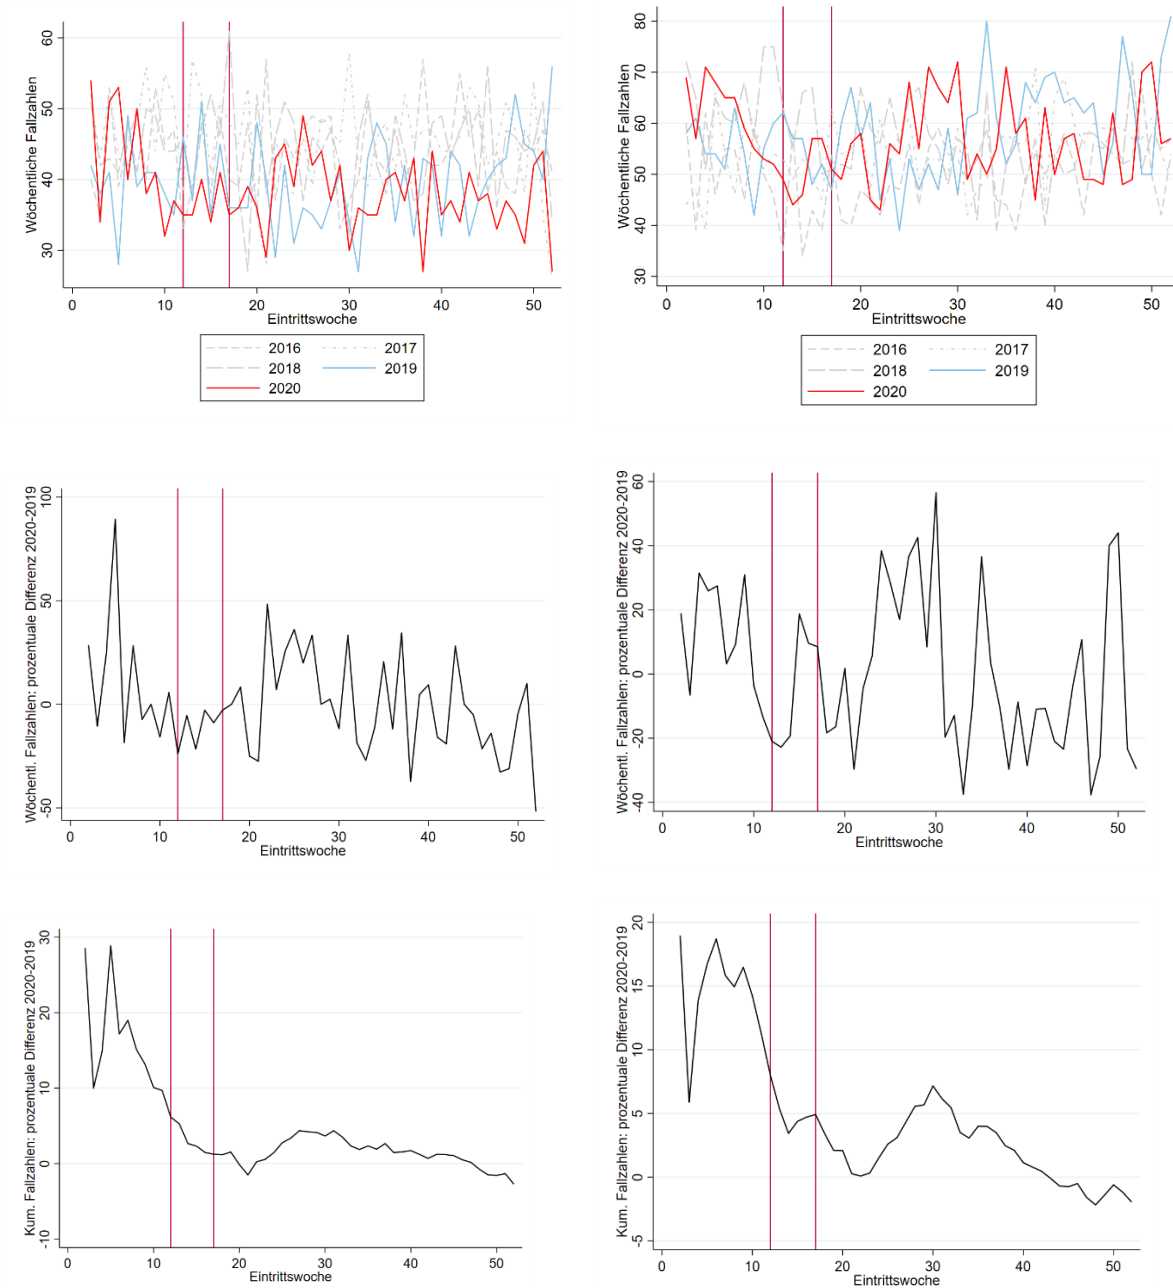 Wöchentliche Fallzahlen
60
50
40
30
0 10 20 30 40 50
Eintrittswoche
2016 2017
2018 2019
2020
Wöchentliche Fallzahlen
80
70
60
50
40
30
0 10 20 30 40 50
Eintrittswoche
2016 2017
2018 2019
2020
Wöchentl. Fallzahlen: prozentuale Differenz 2020-2019
100
50
0
-50
0 10 20 30 40 50
Eintrittswoche
Wöchentl. Fallzahlen: prozentuale Differenz 2020-2019
60
40
20
0
-20
-40
0 10 20 30 40 50
Eintrittswoche
Kum. Fallzahlen: prozentuale Differenz 2020-2019
30
20
10
0
-10
0 10 20 30 40 50
Eintrittswoche
Kum. Fallzahlen: prozentuale Differenz 2020-2019
20
15
10
5
0
-5
0 10 20 30 40 50
Eintrittswoche